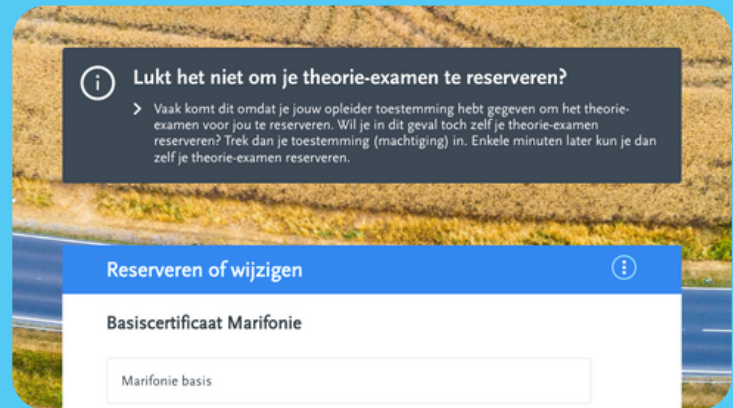 Lukt het niet om je theorie-examen te reserveren?
Vaak komt dit omdat je jouw opleider toestemming hebt gegeven om het theorie-
examen voor jou te reserveren. Wil je in dit geval toch zelf je theorie-examen
reserveren? Trek dan je toestemming (machtiging) in. Enkele minuten later kun je dan
zelf je theorie-examen reserveren.
Reserveren of wijzigen
Basiscertificaat Marifonie
Marifonie basis